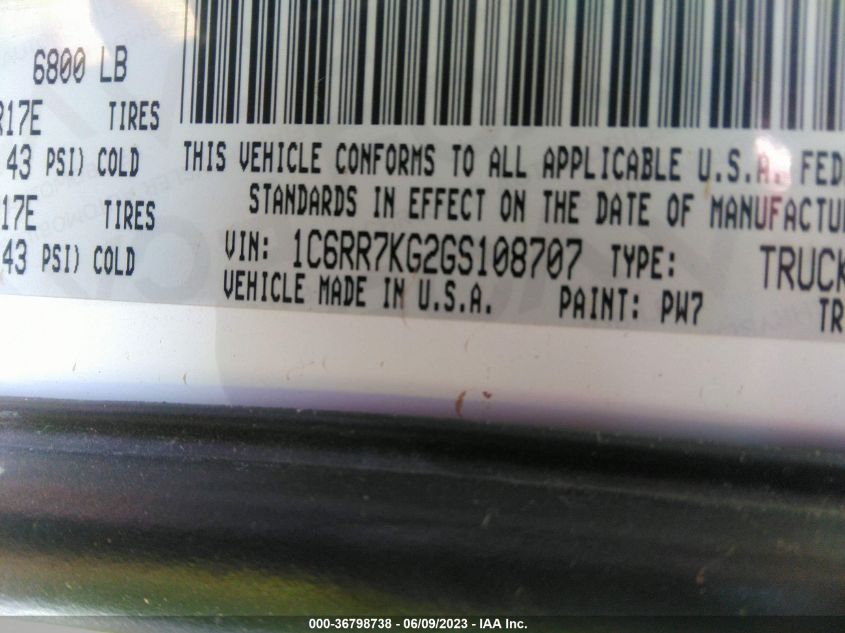 6800 LB
R17E TIRES
43 PSI) COLD
17E TIRES
43 PSI) COLD
THIS VEHICLE CONFORMS TO ALL APPLICABLE U.S.A. FED
STANDARDS IN EFFECT ON THE DATE OF MANUFACTU
VIN: 1C6RR7KG2GS108707 TYPE: TRUCK
VEHICLE MADE IN U.S.A. PAINT: PW7 TR
000-36798738 - 06/09/2023 - IAA Inc.